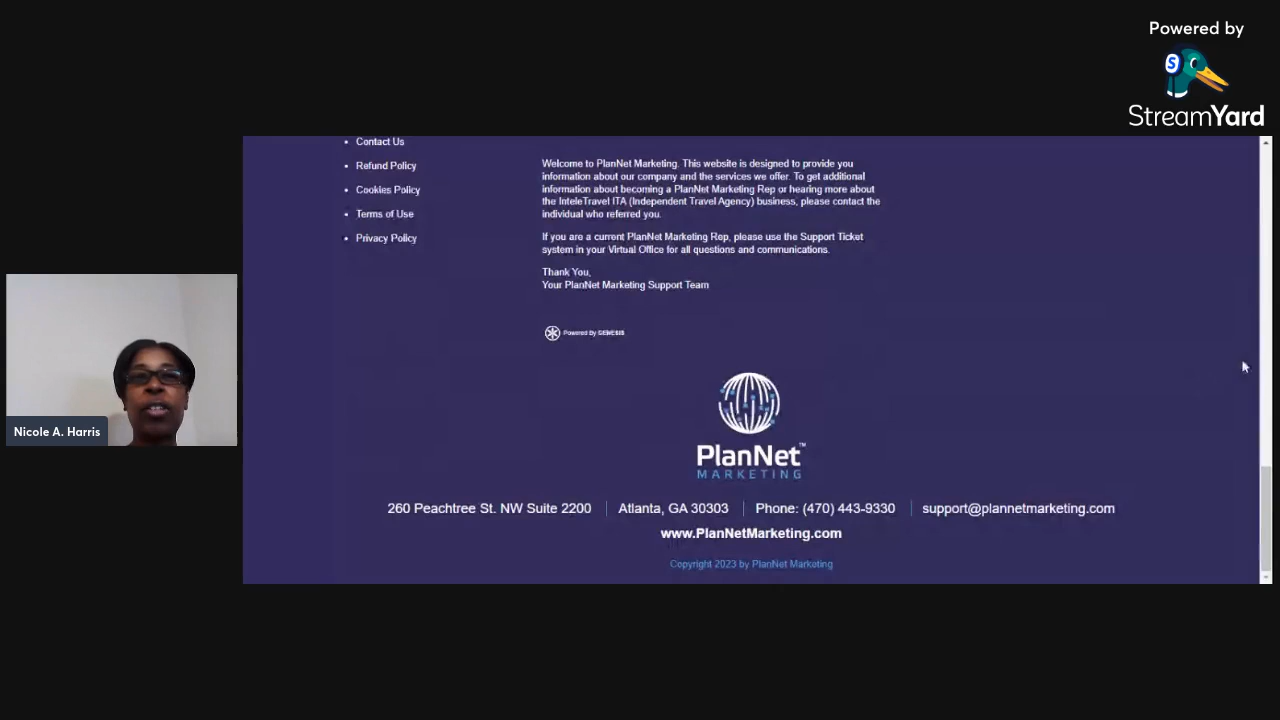 Powered by
S
StreamYard
Contact Us
Refund Policy
Cookies Policy
Terms of Use
Privacy Policy
Welcome to PlanNet Marketing. This website is designed to provide you
information about our company and the services we offer. To get additional
information about becoming a PlanNet Marketing Rep or hearing more about
the InteleTravel ITA (Independent Travel Agency) business, please contact the
individual who referred you.
If you are a current PlanNet Marketing Rep, please use the Support Ticket
system in your Virtual Office for all questions and communications.
Thank You,
Your PlanNet Marketing Support Team
Powered By GENESIS
Nicole A. Harris
PlanNet™
MARKETING
260 Peachtree St. NW Suite 2200 | Atlanta, GA 30303 | Phone: (470) 443-9330 | support@plannetmarketing.com
www.PlanNetMarketing.com
Copyright 2023 by PlanNet Marketing